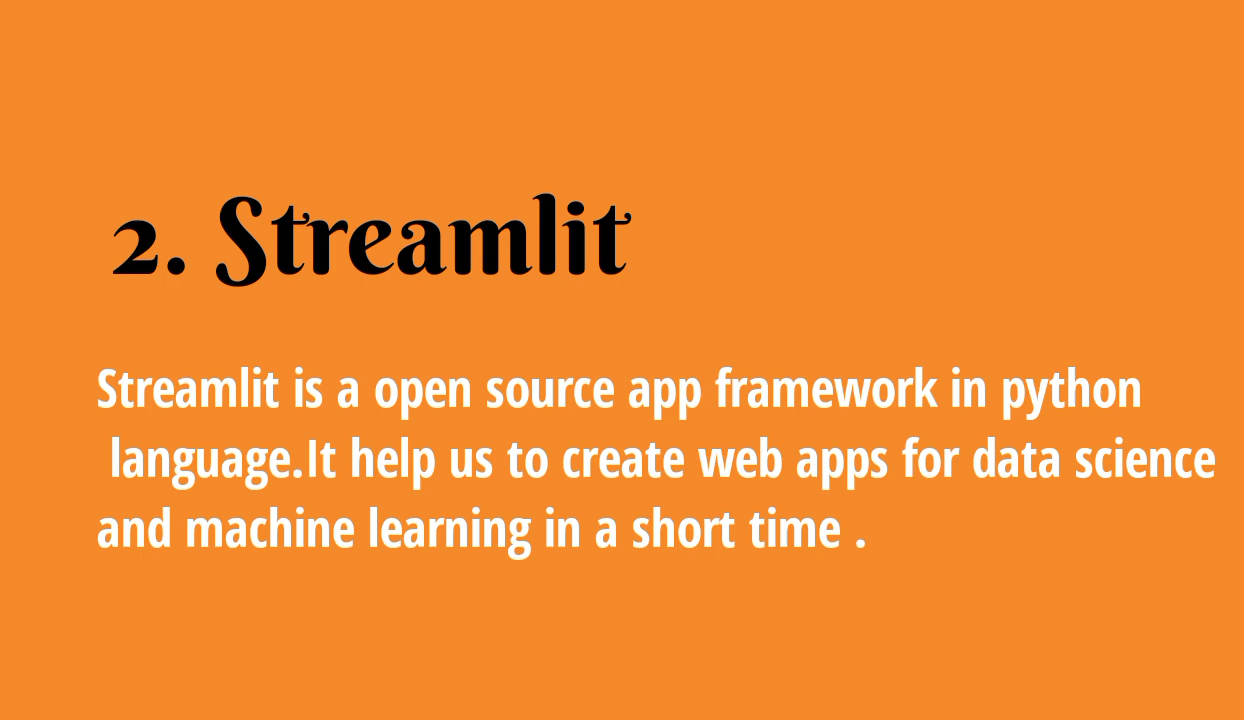 2. Streamlit
Streamlit is a open source app framework in python
language.It help us to create web apps for data science
and machine learning in a short time .